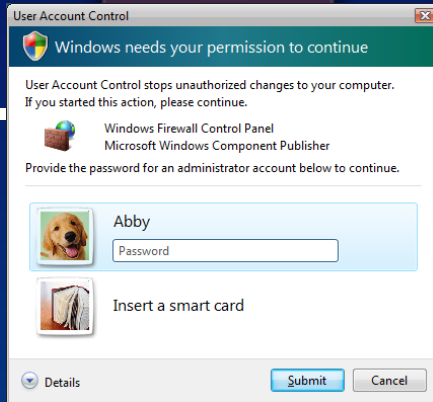 User Account Control
Windows needs your permission to continue
User Account Control stops unauthorized changes to your computer.
If you started this action, please continue.
Windows Firewall Control Panel
Microsoft Windows Component Publisher
Provide the password for an administrator account below to continue.
Abby
Password
Insert a smart card
Details
Submit
Cancel